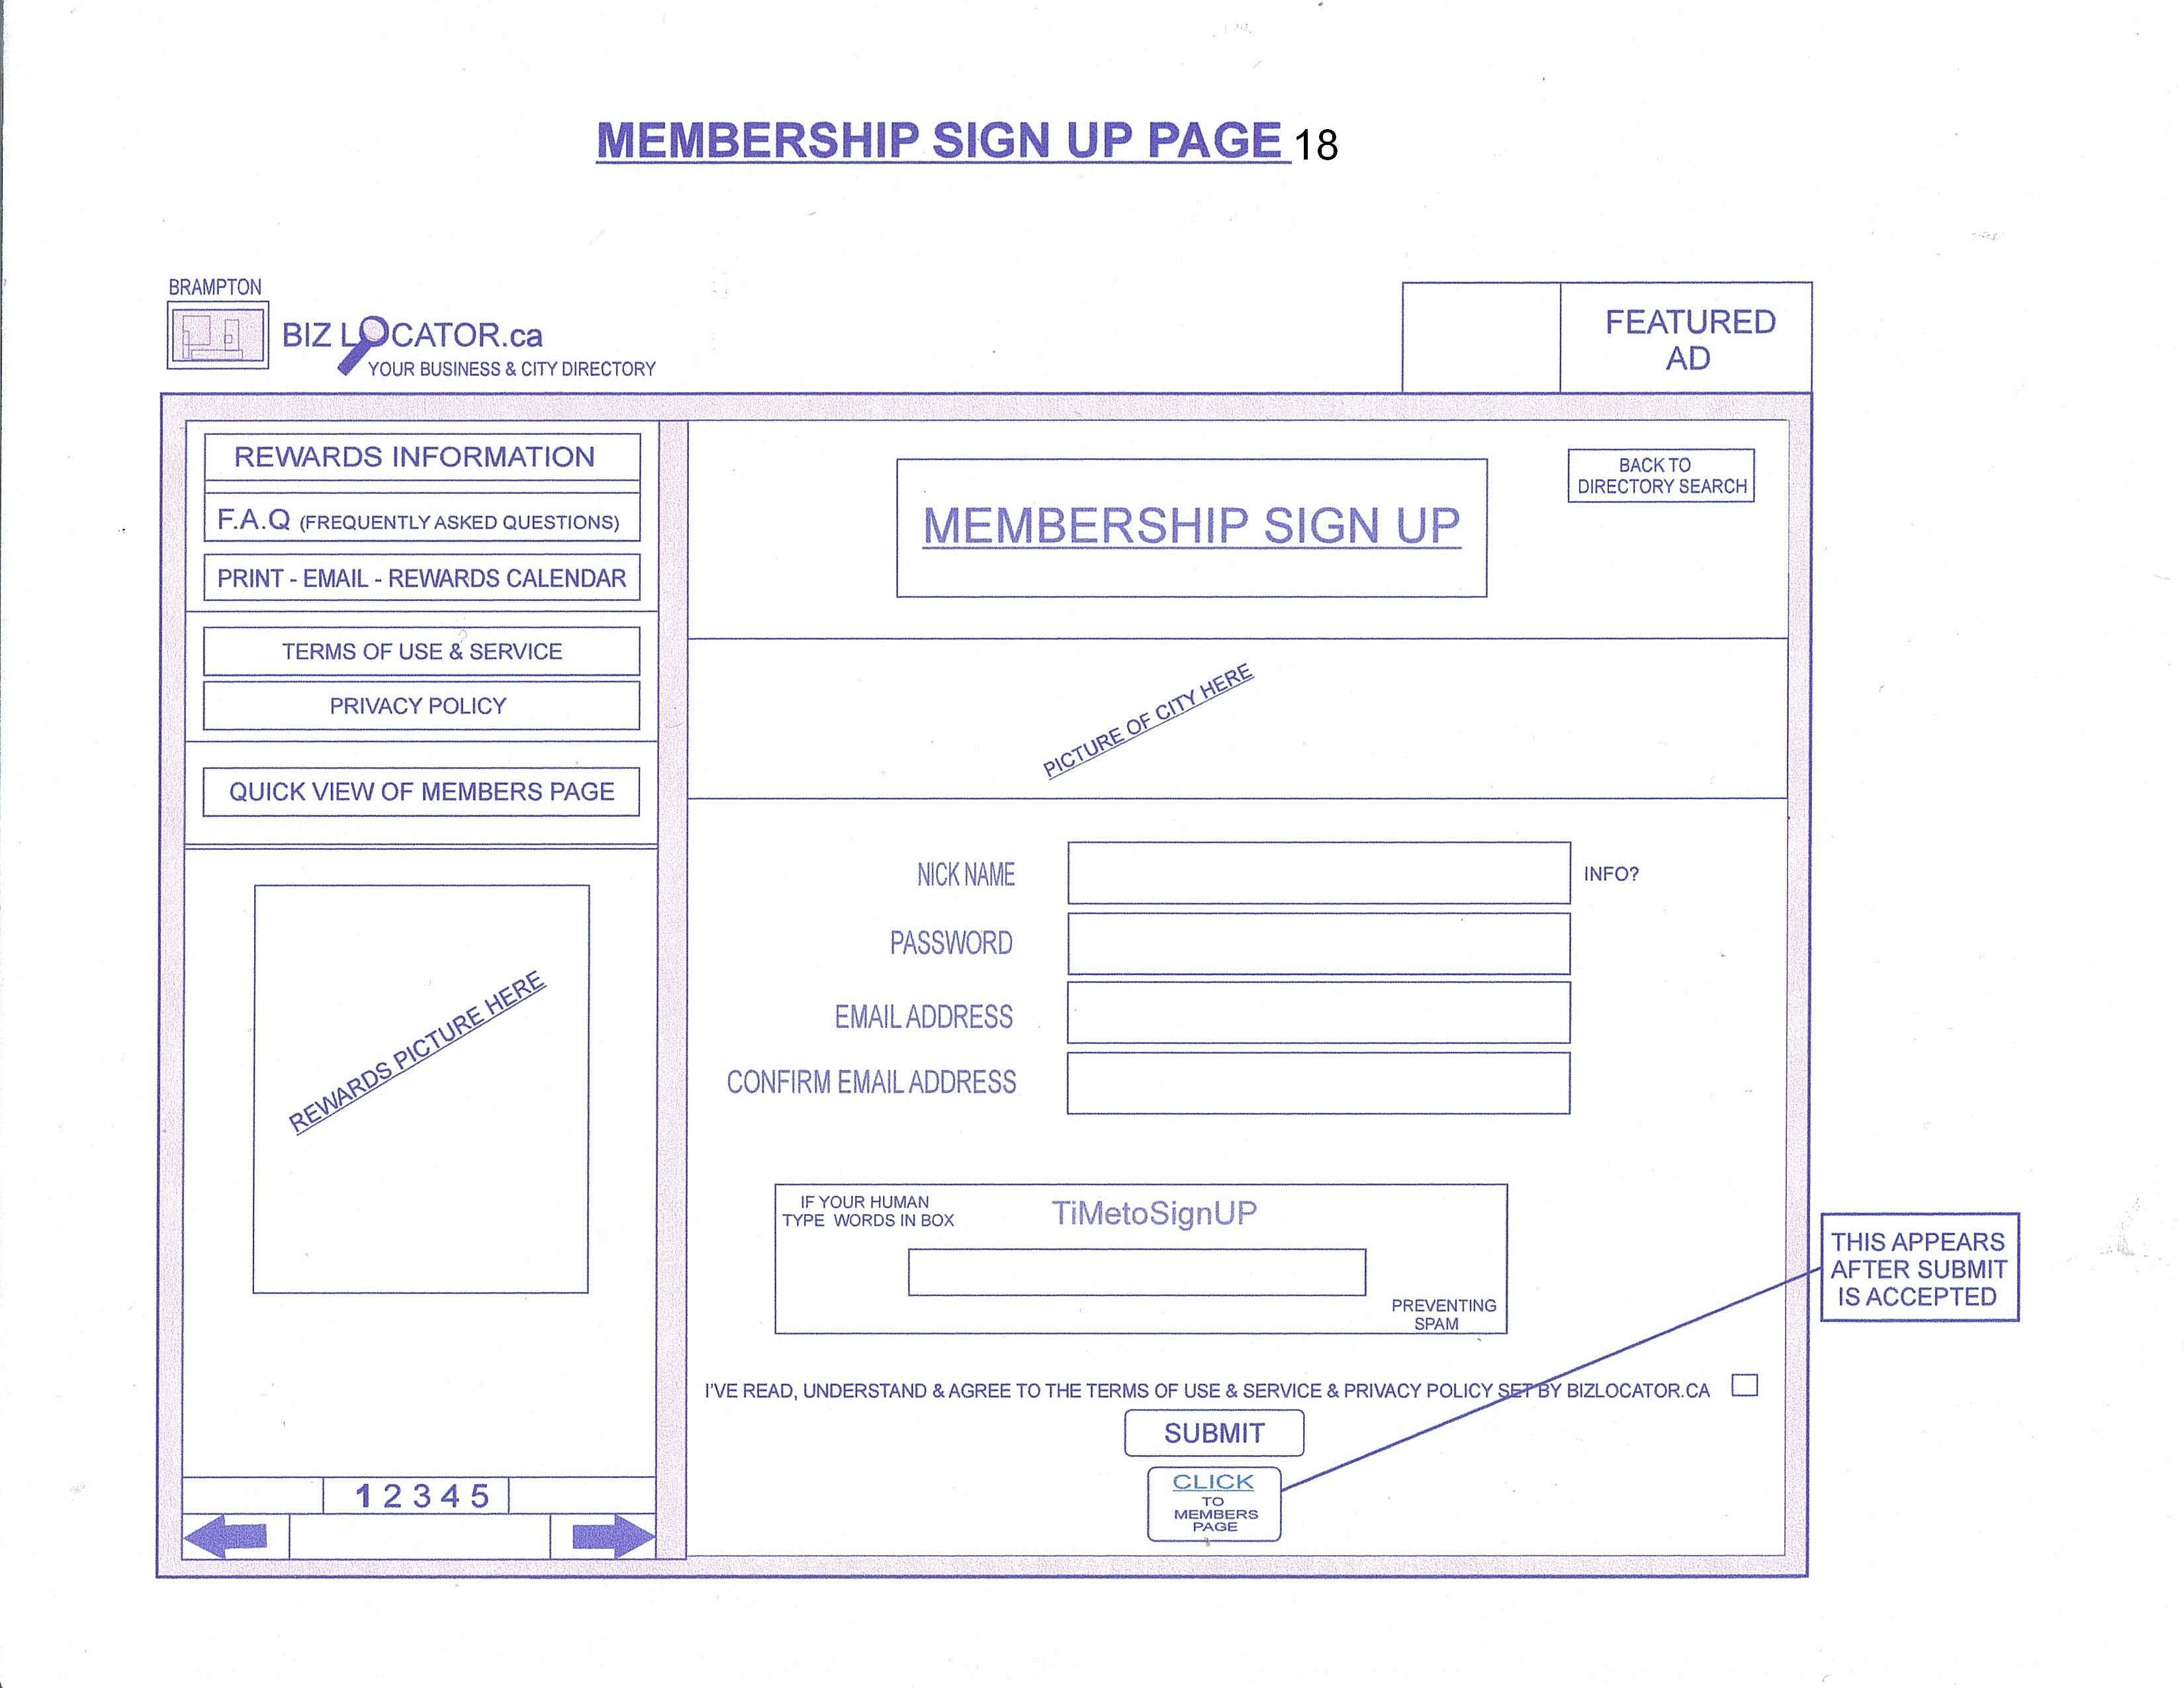 MEMBERSHIP SIGN UP PAGE 18
BRAMPTON
BIZ LOCATOR.ca
YOUR BUSINESS & CITY DIRECTORY
FEATURED
AD
REWARDS INFORMATION
F.A.Q (FREQUENTLY ASKED QUESTIONS)
PRINT - EMAIL - REWARDS CALENDAR
TERMS OF USE & SERVICE
PRIVACY POLICY
QUICK VIEW OF MEMBERS PAGE
REWARDS PICTURE HERE
1 2 3 4 5
MEMBERSHIP SIGN UP
BACK TO
DIRECTORY SEARCH
PICTURE OF CITY HERE
NICK NAME
INFO?
PASSWORD
EMAIL ADDRESS
CONFIRM EMAIL ADDRESS
IF YOUR HUMAN
TYPE WORDS IN BOX
TiMetoSignUP
PREVENTING
SPAM
I'VE READ, UNDERSTAND & AGREE TO THE TERMS OF USE & SERVICE & PRIVACY POLICY SET BY BIZLOCATOR.CA
SUBMIT
CLICK
TO
MEMBERS
PAGE
THIS APPEARS
AFTER SUBMIT
IS ACCEPTED